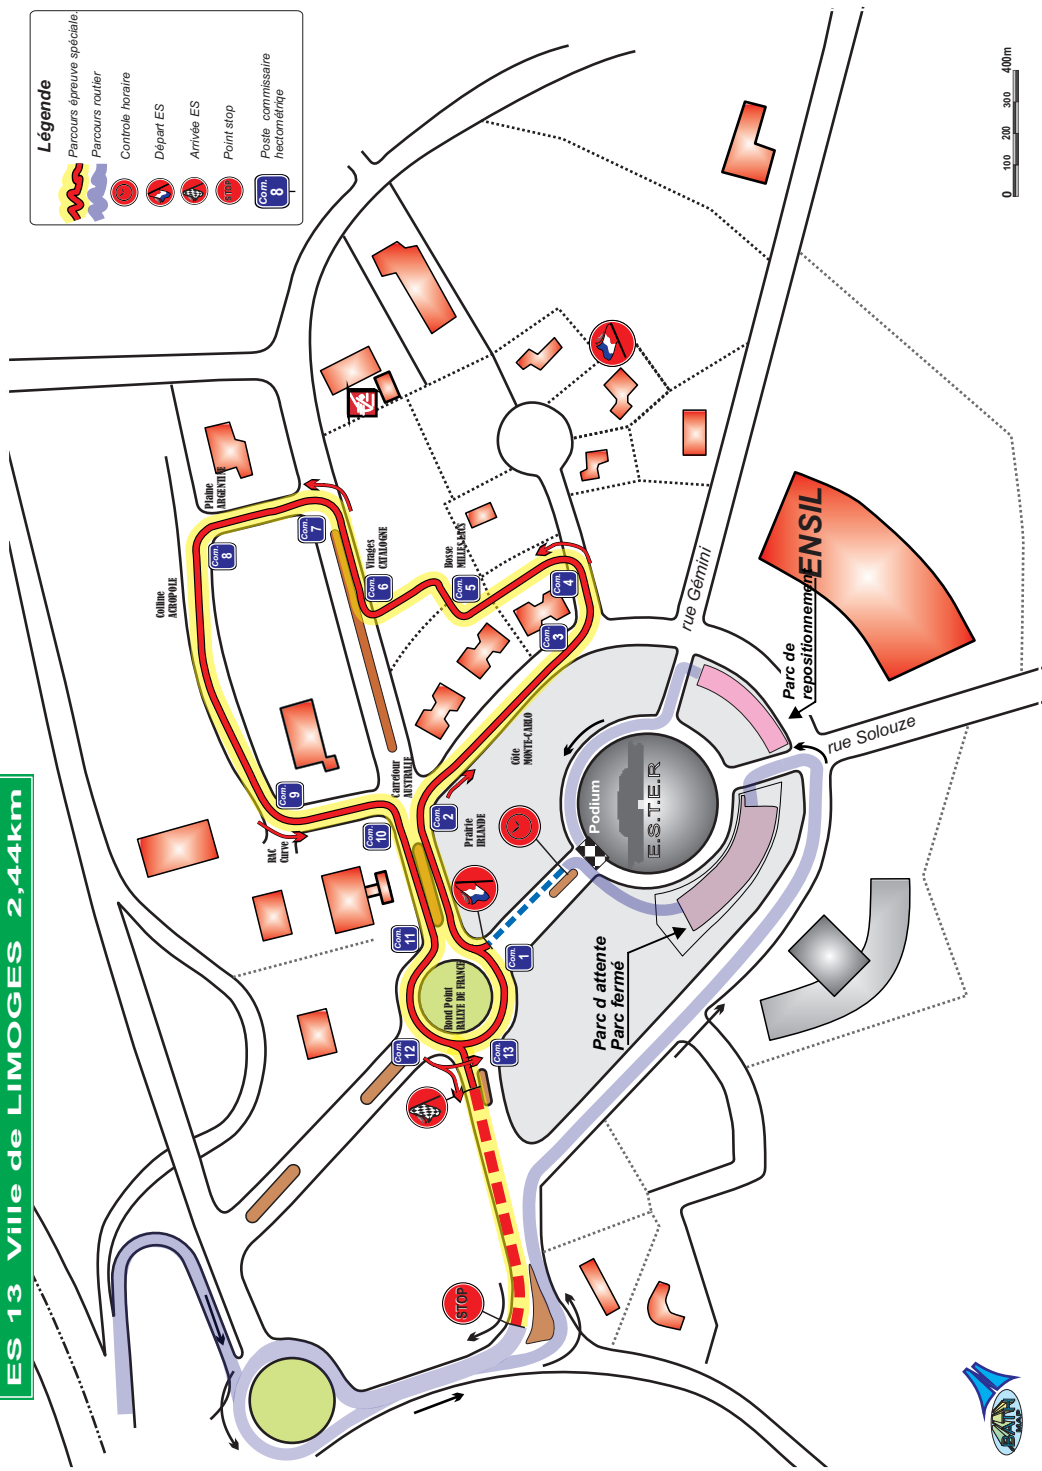 ES 13 Ville de LIMOGES 2,44km
Légende
Parcours épreuve spéciale.
Parcours routier
Controle horaire
Départ ES
Arrivée ES
STOP
Point stop
Com.
8
Poste commissaire
hectométriqe
0 100 200 300 400m
Plaine
ARGENTINE
Colline
ACROPOLE
Com.
8
Com.
7
Virages
CATALOGNE
Com.
6
Bosse
MILLES LACS
Com.
5
Com.
4
Com.
3
Côte
MONTE-CARLO
Carrefour
AUSTRALIE
Com.
2
Prairie
IRLANDE
Com.
9
RAC
Curve
Com.
10
Com.
11
Com.
1
Rond Point
RALLYE DE FRANCE
Com.
12
Com.
13
STOP
Podium
E.S.T.E.R
rue Gémini
ENSIL
Parc de
repositionnement
rue Solouze
Parc d attente
Parc fermé
BATH
MAP